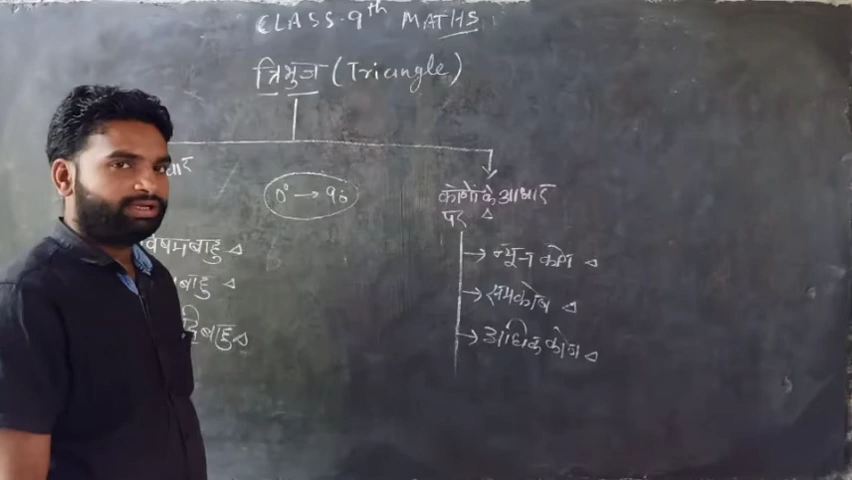 CLASS-9th MATHS
त्रिभुज (Triangle)
0° → 90
कोणों के आधार
पर △
→ न्यून कोण △
→ समकोण △
→ अधिक कोण △
षमबाहु △
बाहु △
द्विबाहु △